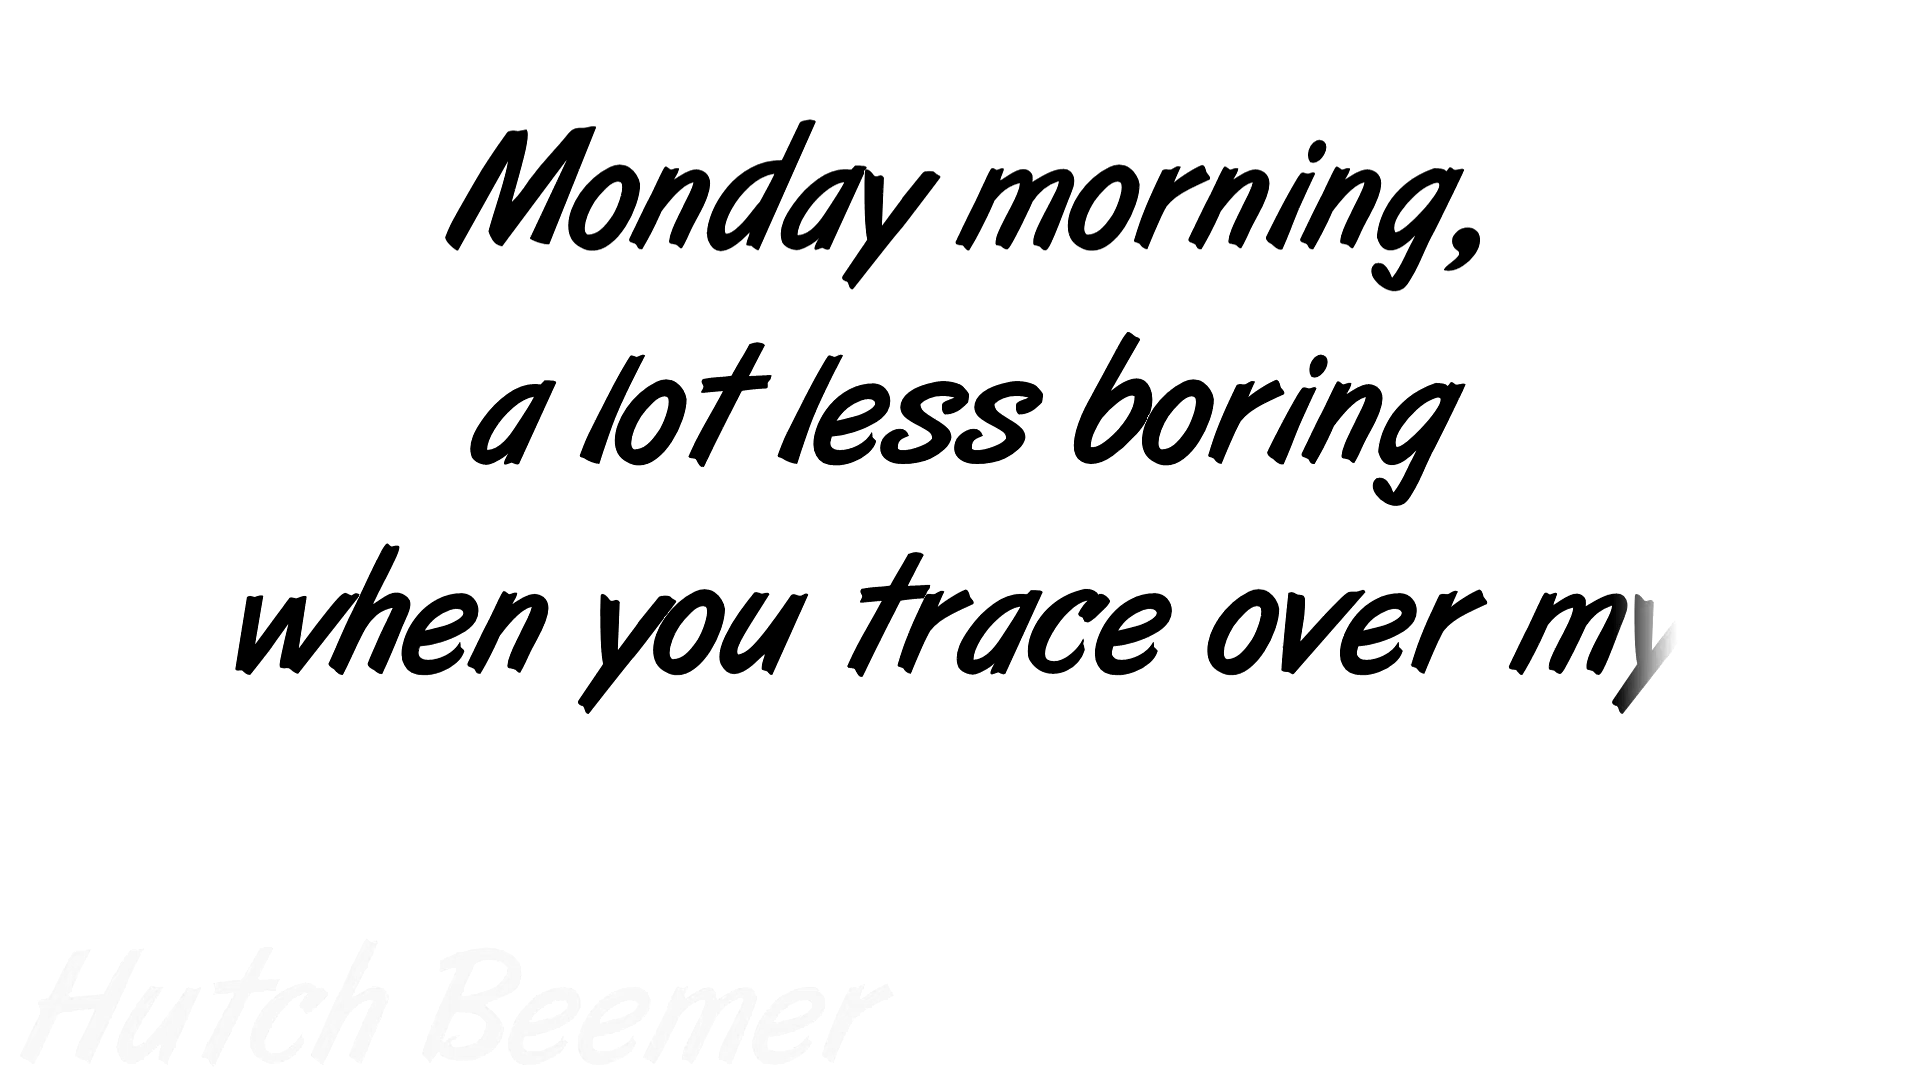 Monday morning,
a lot less boring
when you trace over my
Hutch Beemer